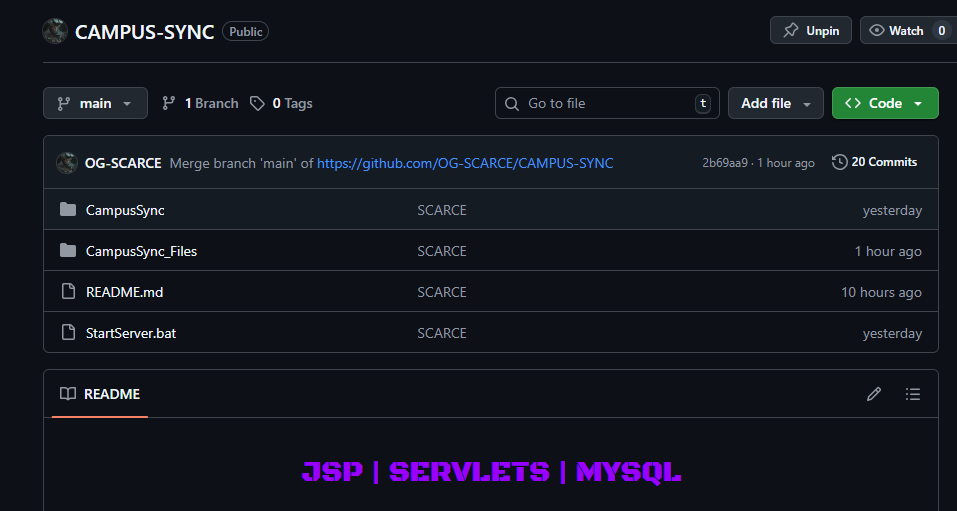 CAMPUS-SYNC Public Unpin Watch 0
main 1 Branch 0 Tags Go to file t Add file Code
OG-SCARCE Merge branch 'main' of https://github.com/OG-SCARCE/CAMPUS-SYNC 2b69aa9 · 1 hour ago 20 Commits
CampusSync SCARCE yesterday
CampusSync_Files SCARCE 1 hour ago
README.md SCARCE 10 hours ago
StartServer.bat SCARCE yesterday
README
JSP | SERVLETS | MYSQL